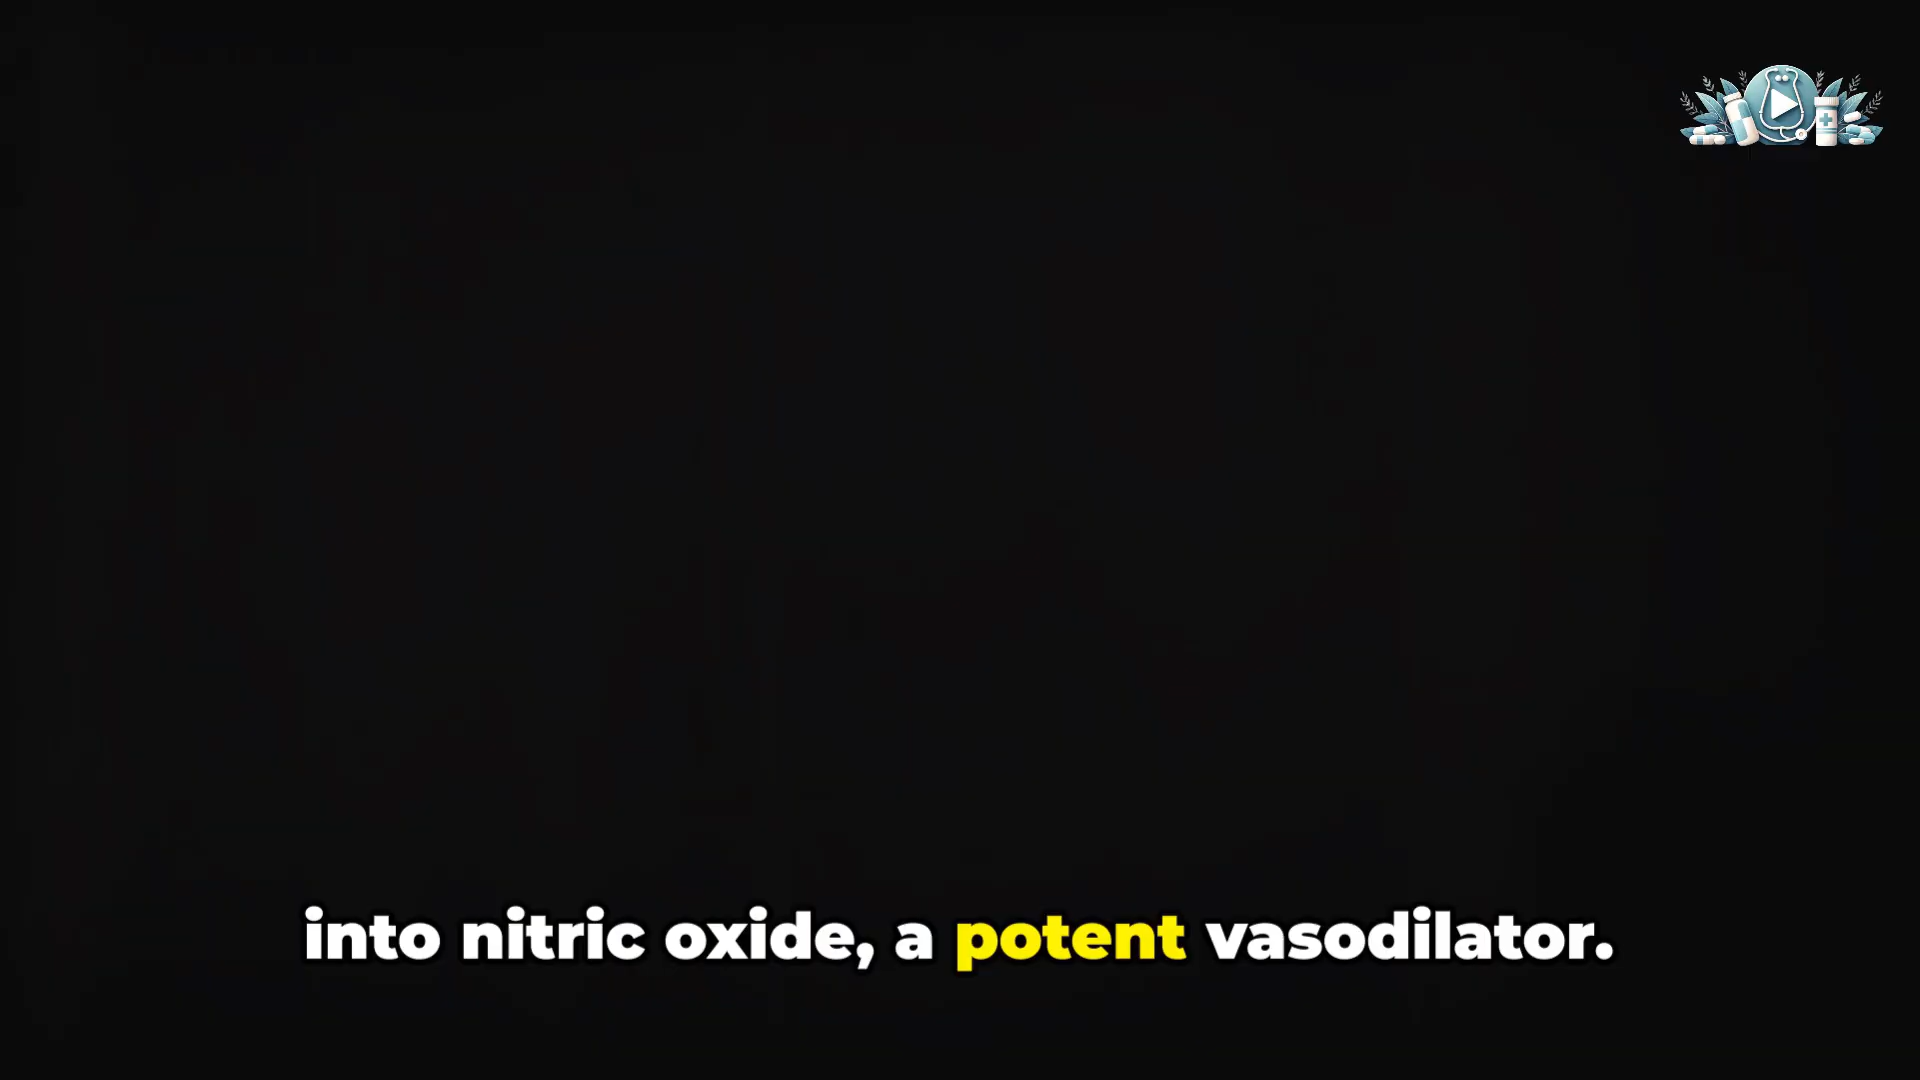 into nitric oxide, a potent vasodilator.